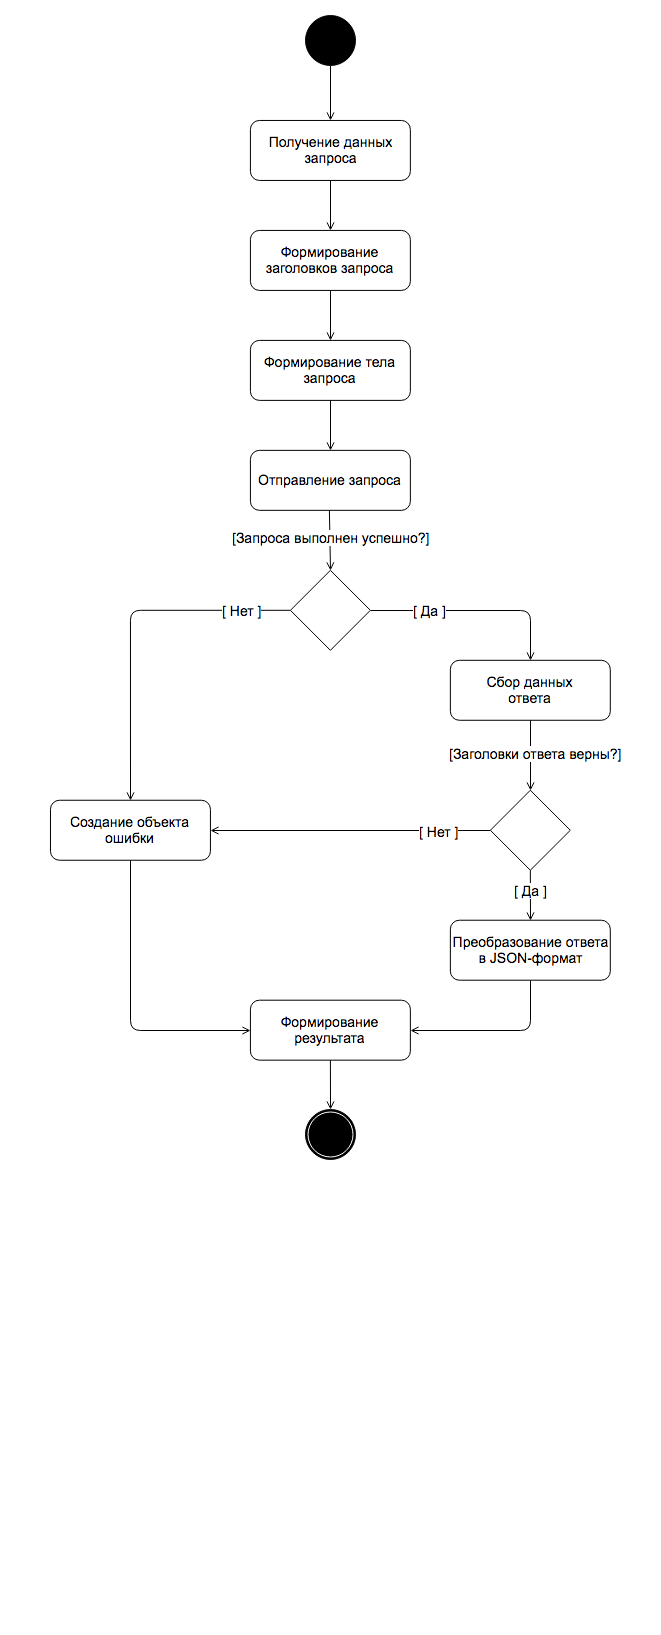 Получение данных
запроса
Формирование
заголовков запроса
Формирование тела
запроса
Отправление запроса
[Запроса выполнен успешно?]
[ Нет ]
[ Да ]
Сбор данных
ответа
[Заголовки ответа верны?]
Создание объекта
ошибки
[ Нет ]
[ Да ]
Преобразование ответа
в JSON-формат
Формирование
результата